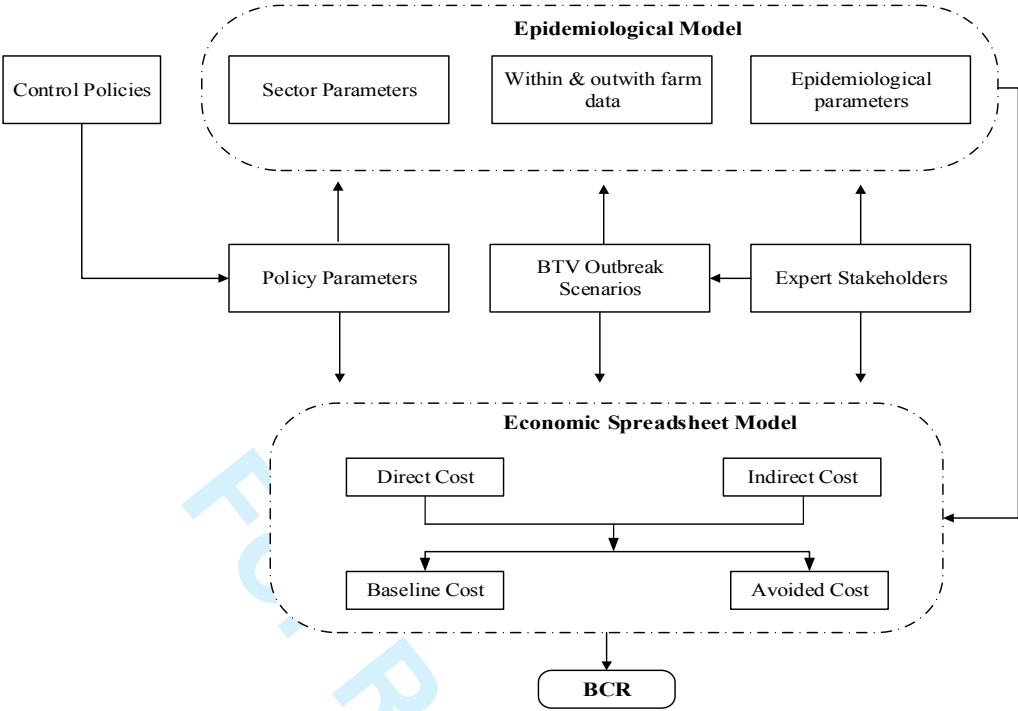 Epidemiological Model
Control Policies
Sector Parameters
Within & outwith farm
data
Epidemiological
parameters
Policy Parameters
BTV Outbreak
Scenarios
Expert Stakeholders
Economic Spreadsheet Model
Direct Cost
Indirect Cost
Baseline Cost
Avoided Cost
BCR